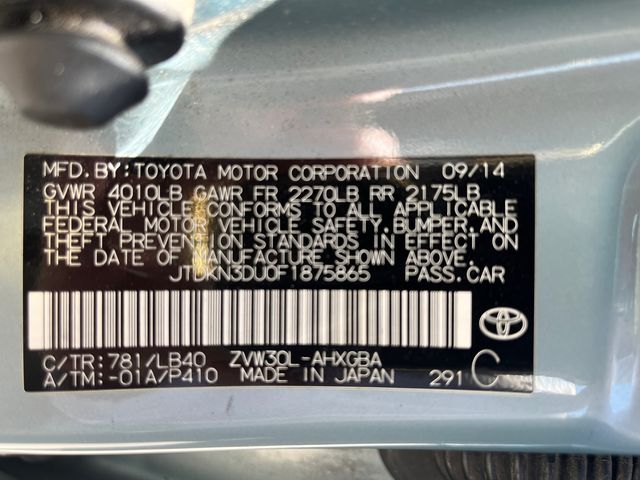 MFD. BY: TOYOTA MOTOR CORPORATION 09/14
GVWR 4010LB GAWR FR 2270LB RR 2175LB
THIS VEHICLE CONFORMS TO ALL APPLICABLE
FEDERAL MOTOR VEHICLE SAFETY, BUMPER, AND
THEFT PREVENTION STANDARDS IN EFFECT ON
THE DATE OF MANUFACTURE SHOWN ABOVE.
JTDKN3DU0F1875865 PASS.CAR
C/TR: 781/LB40 ZVW30L-AHXGBA
A/TM: -01A/P410 MADE IN JAPAN 291 C